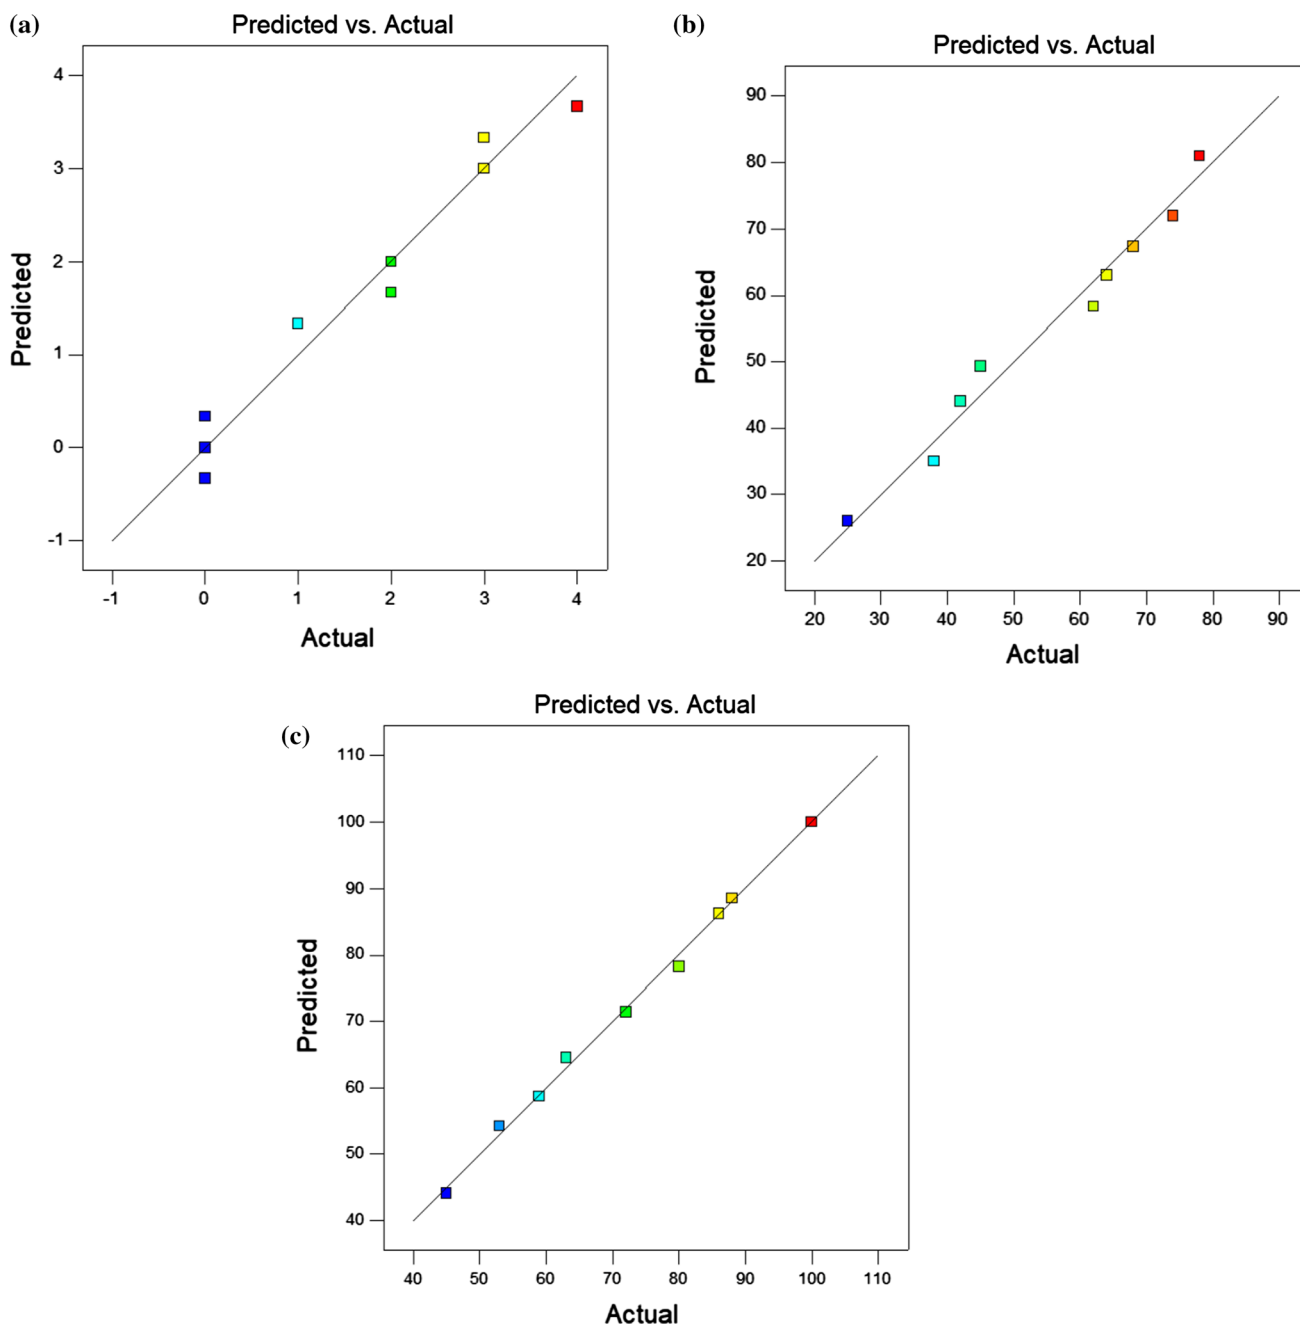 (a)
Predicted vs. Actual
4
3
2
1
0
-1
Predicted
-1 0 1 2 3 4
Actual
(b)
Predicted vs. Actual
90
80
70
60
50
40
30
20
Predicted
20 30 40 50 60 70 80 90
Actual
(c)
Predicted vs. Actual
110
100
90
80
70
60
50
40
Predicted
40 50 60 70 80 90 100 110
Actual